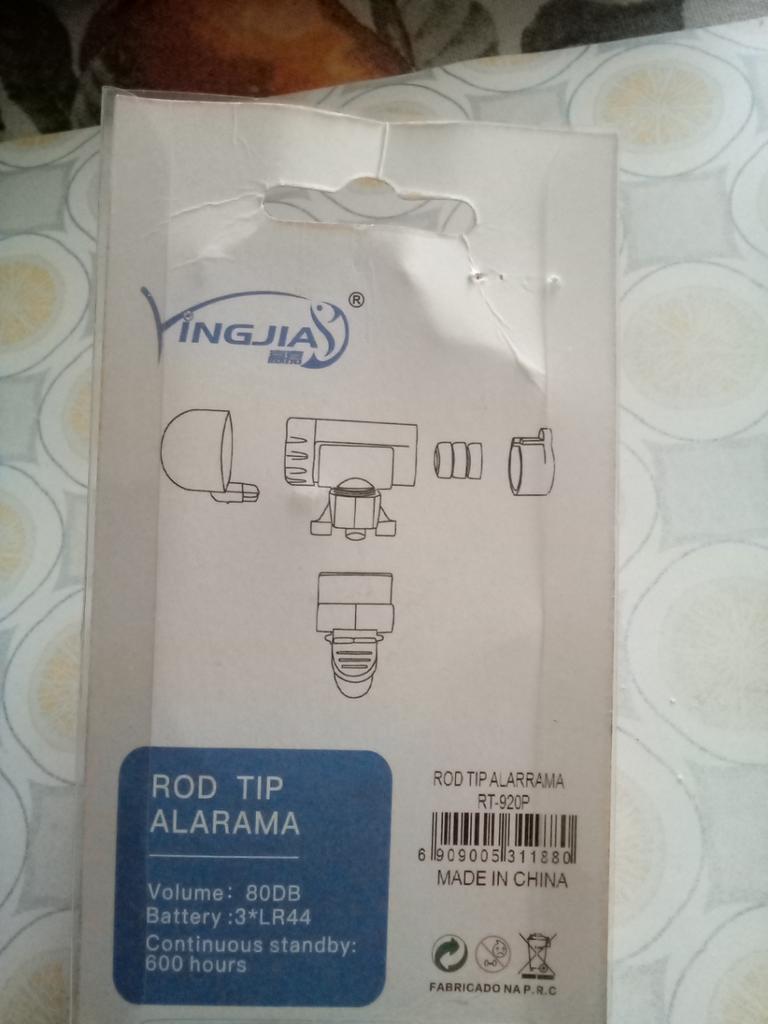 YINGJIA ®
ROD TIP
ALARAMA
Volume: 80DB
Battery :3*LR44
Continuous standby:
600 hours
ROD TIP ALARRAMA
RT-920P
6 909005 311880
MADE IN CHINA
FABRICADO NA P.R.C